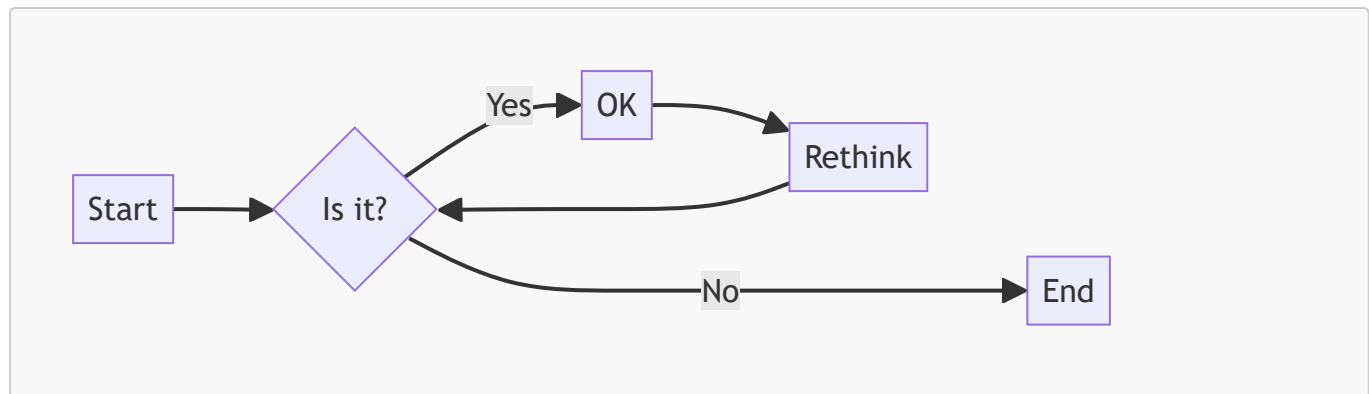 Start
Is it?
Yes
OK
Rethink
No
End